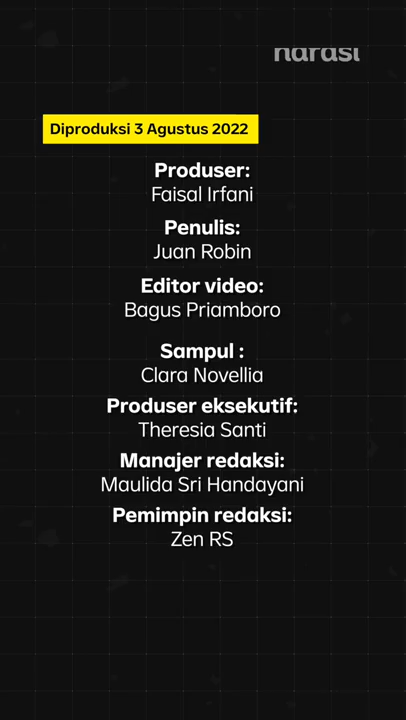 narasi
Diproduksi 3 Agustus 2022
Produser:
Faisal Irfani
Penulis:
Juan Robin
Editor video:
Bagus Priamboro
Sampul :
Clara Novellia
Produser eksekutif:
Theresia Santi
Manajer redaksi:
Maulida Sri Handayani
Pemimpin redaksi:
Zen RS